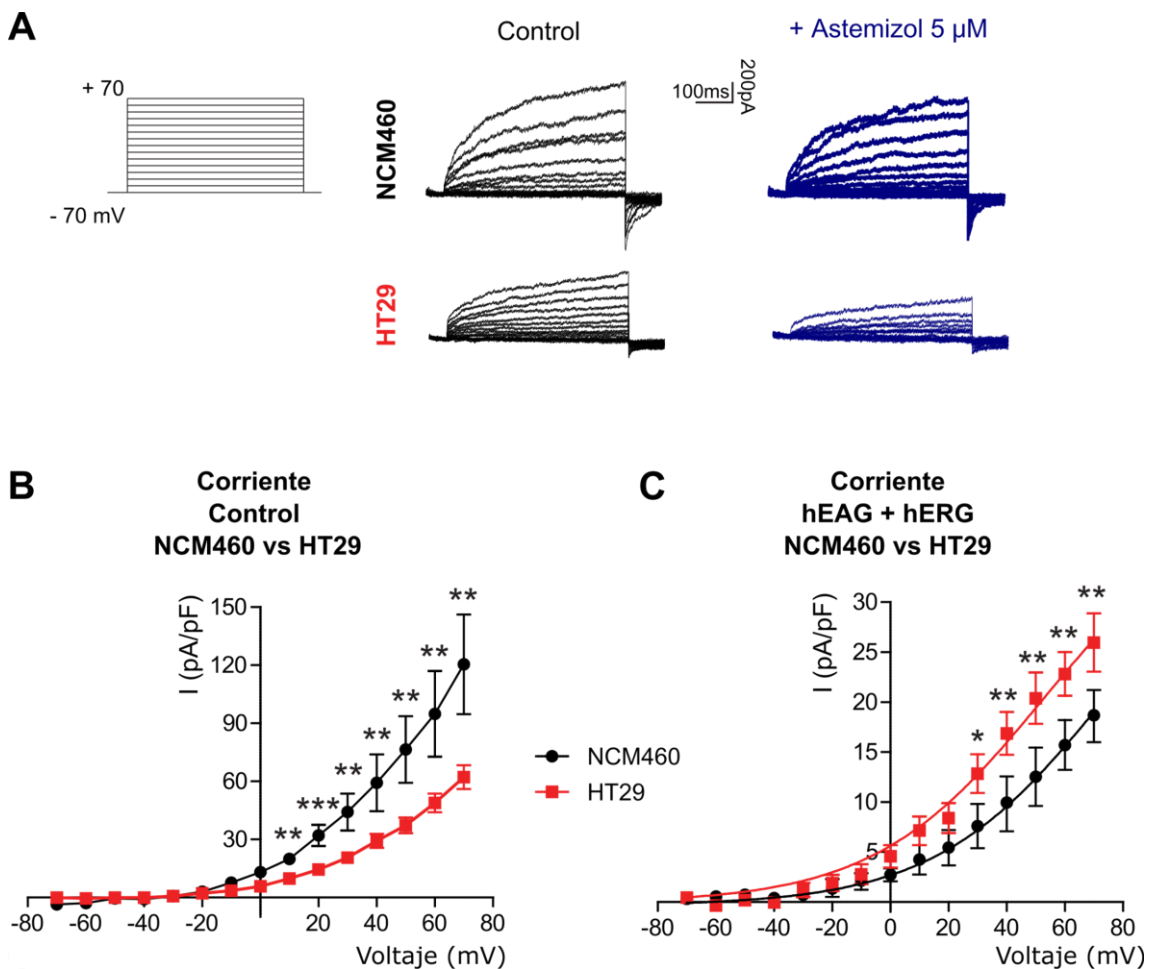 A
Control
+ Astemizol 5 µM
+ 70
- 70 mV
NCM460
100ms
200pA
HT29
B
Corriente
Control
NCM460 vs HT29
I (pA/pF)
150
120
90
60
30
**
***
**
**
**
**
**
-80
-60
-40
-20
20
40
60
80
Voltaje (mV)
NCM460
HT29
C
Corriente
hEAG + hERG
NCM460 vs HT29
I (pA/pF)
30
25
20
15
10
5
*
**
**
**
**
-80
-60
-40
-20
0
20
40
60
80
Voltaje (mV)